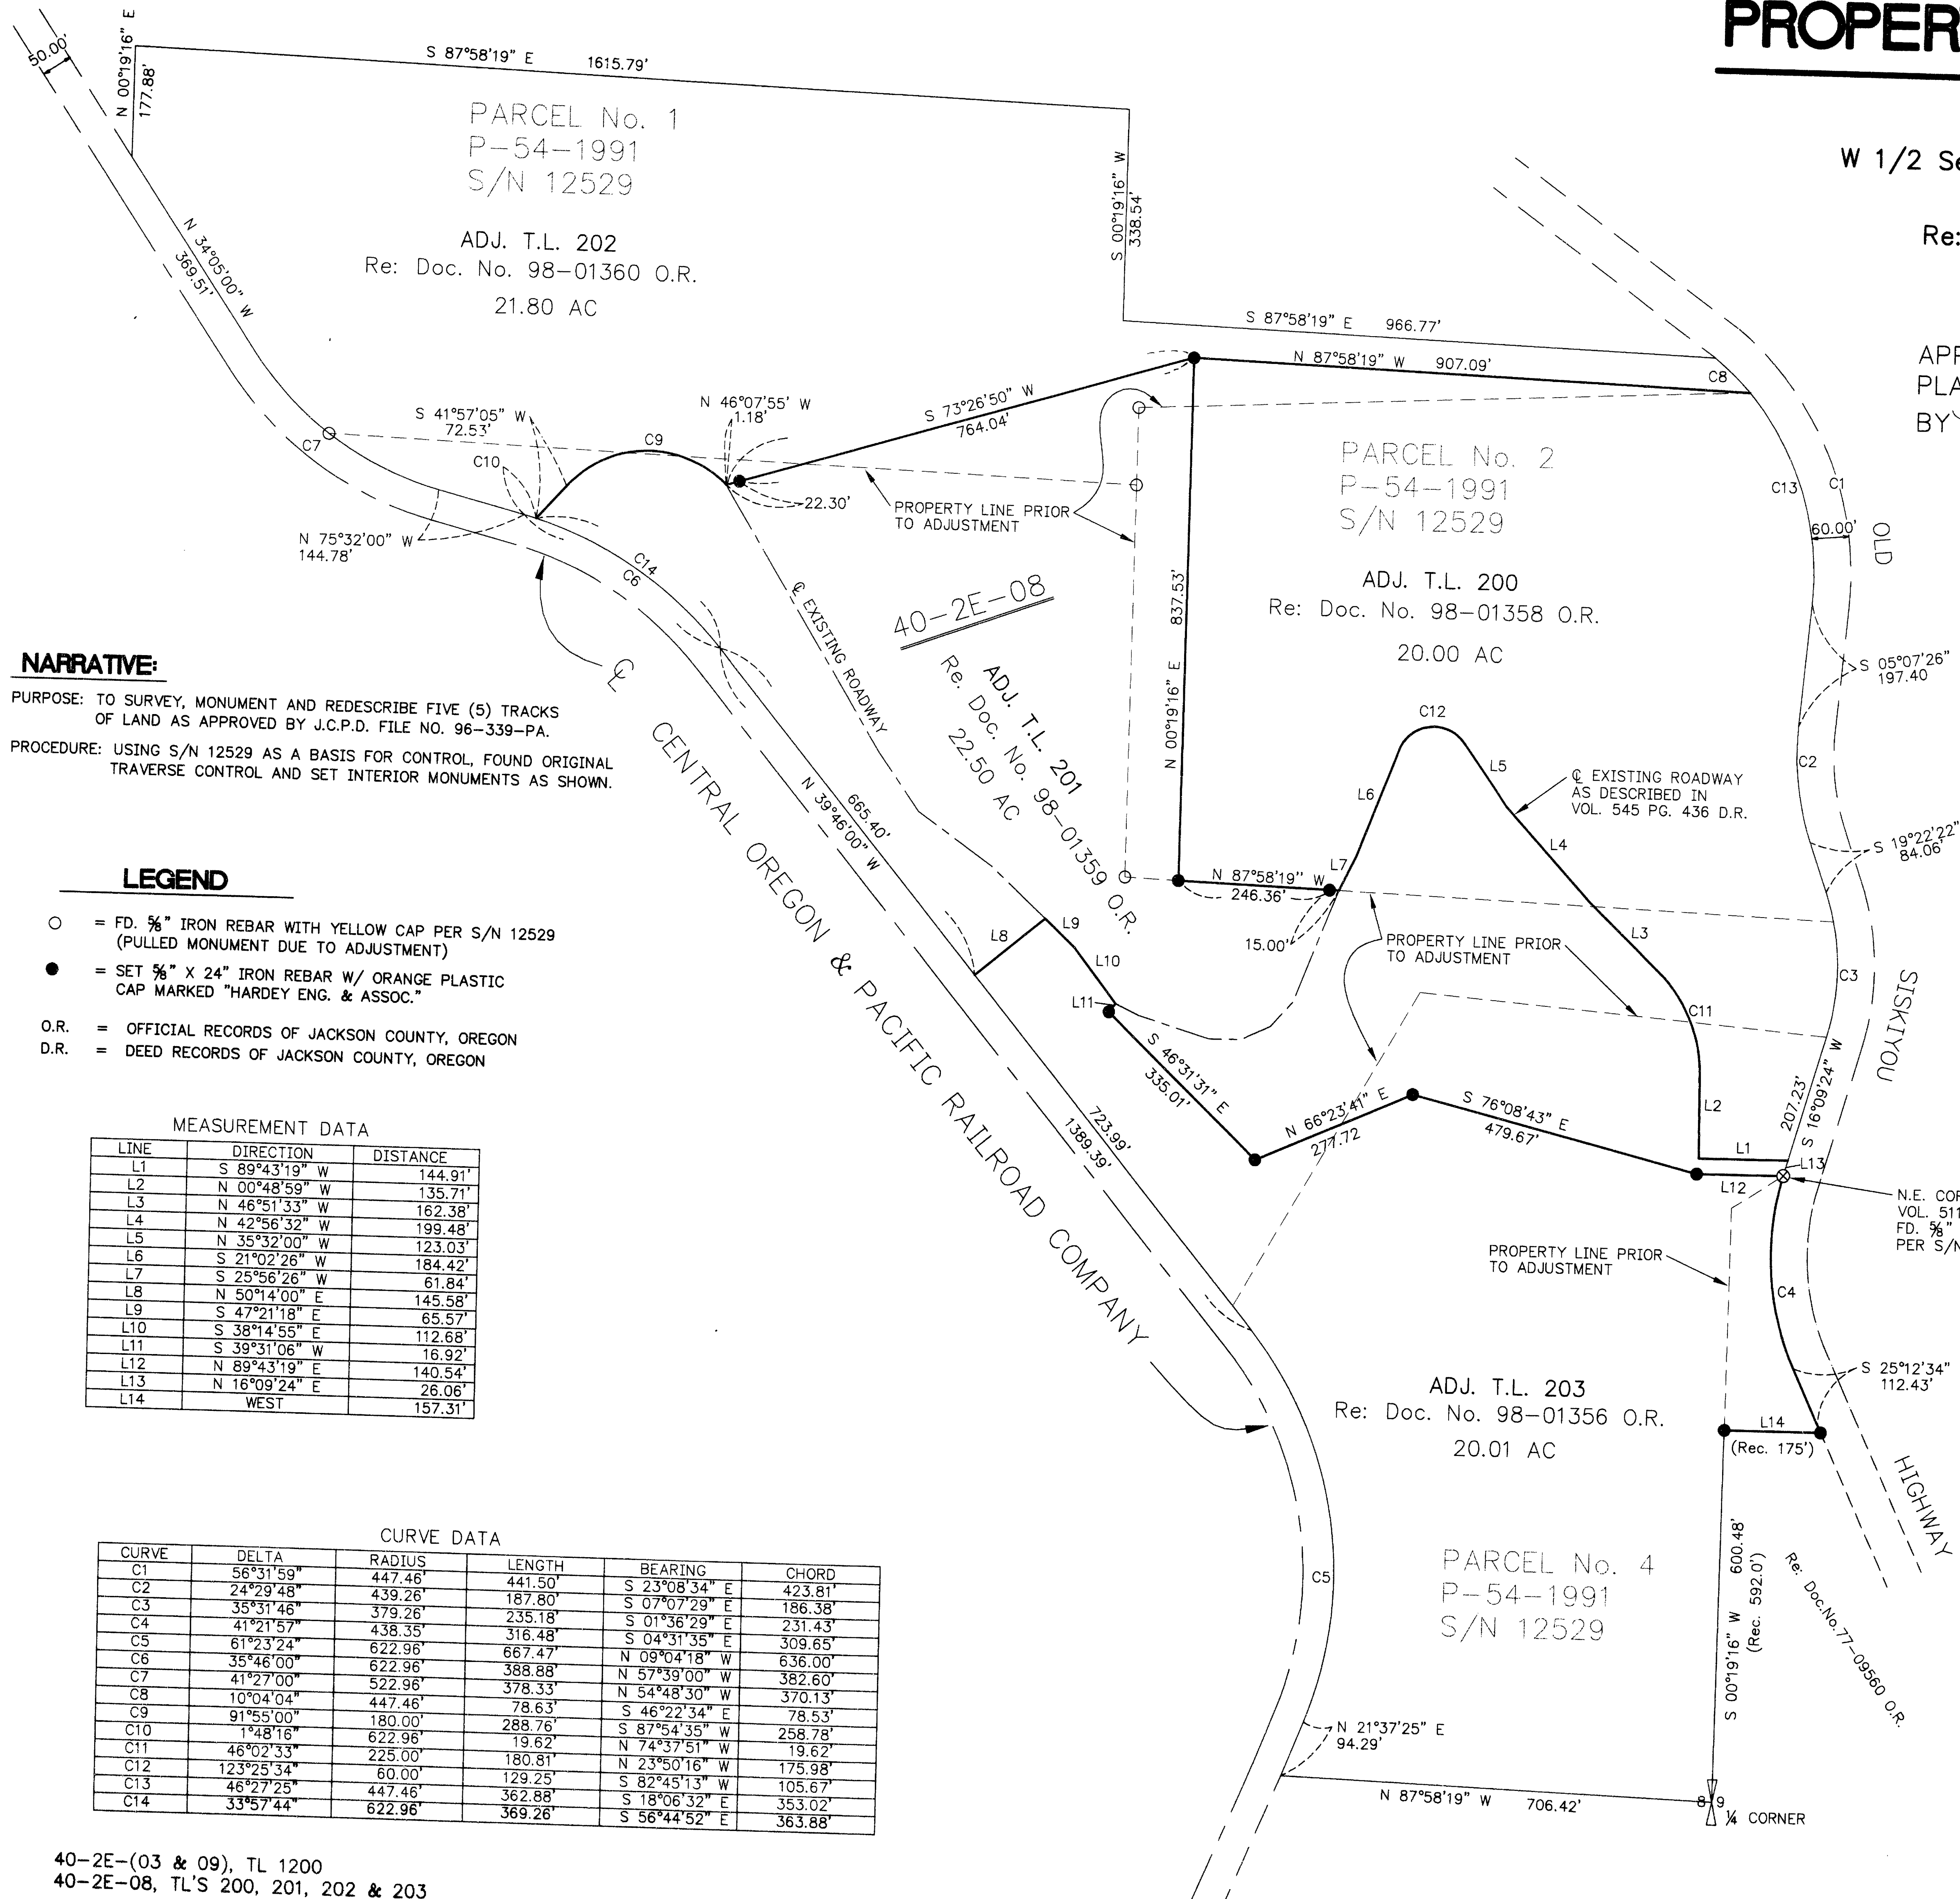 PROPER
W 1/2 Se
Re:
APP
PLA
BY
50.00'
N 00°19'16" E
177.88'
S 87°58'19" E 1615.79'
PARCEL No. 1
P-54-1991
S/N 12529
ADJ. T.L. 202
Re: Doc. No. 98-01360 O.R.
21.80 AC
S 00°19'16" W
338.54'
N 34°05'00" W
369.51'
S 87°58'19" E 966.77'
N 87°58'19" W 907.09'
C8
S 41°57'05" W
72.53'
N 46°07'55" W
1.18'
S 73°26'50" W
764.04'
C7
C10
C9
22.30'
PROPERTY LINE PRIOR
TO ADJUSTMENT
N 75°32'00" W
144.78'
C14
C6
PARCEL No. 2
P-54-1991
S/N 12529
ADJ. T.L. 200
Re: Doc. No. 98-01358 O.R.
20.00 AC
C13
C1
60.00'
OLD
SISKIYOU
HIGHWAY
S 05°07'26"
197.40
C2
S 19°22'22"
84.06'
C3
℄ EXISTING ROADWAY
40-2E-08
ADJ. T.L. 201
Re. Doc. No. 98-01359 O.R.
22.50 AC
N 00°19'16" E 837.53'
C12
L5
L6
L4
L7
L3
℄ EXISTING ROADWAY
AS DESCRIBED IN
VOL. 545 PG. 436 D.R.
N 87°58'19" W
246.36'
15.00'
PROPERTY LINE PRIOR
TO ADJUSTMENT
C11
L2
L1
L13
L12
207.23'
S 16°09'24" W
NARRATIVE:
PURPOSE: TO SURVEY, MONUMENT AND REDESCRIBE FIVE (5) TRACKS
OF LAND AS APPROVED BY J.C.P.D. FILE NO. 96-339-PA.
PROCEDURE: USING S/N 12529 AS A BASIS FOR CONTROL, FOUND ORIGINAL
TRAVERSE CONTROL AND SET INTERIOR MONUMENTS AS SHOWN.
℄
CENTRAL OREGON & PACIFIC RAILROAD COMPANY
665.40'
N 39°46'00" W
723.99'
1389.39'
L8
L9
L10
L11
S 46°31'31" E
335.01'
N 66°23'41" E
277.72
S 76°08'43" E
479.67'
LEGEND
○ = FD. ⅝" IRON REBAR WITH YELLOW CAP PER S/N 12529
(PULLED MONUMENT DUE TO ADJUSTMENT)
● = SET ⅝" X 24" IRON REBAR W/ ORANGE PLASTIC
CAP MARKED "HARDEY ENG. & ASSOC."
O.R. = OFFICIAL RECORDS OF JACKSON COUNTY, OREGON
D.R. = DEED RECORDS OF JACKSON COUNTY, OREGON
N.E. COR
VOL. 511
FD. ⅝"
PER S/N
PROPERTY LINE PRIOR
TO ADJUSTMENT
C4
S 25°12'34"
112.43'
L14
(Rec. 175')
ADJ. T.L. 203
Re: Doc. No. 98-01356 O.R.
20.01 AC
PARCEL No. 4
P-54-1991
S/N 12529
C5
S 00°19'16" W 600.48'
(Rec. 592.0')
Re: Doc.No.77-09560 O.R.
N 21°37'25" E
94.29'
N 87°58'19" W 706.42'
8 9
¼ CORNER
MEASUREMENT DATA
LINE DIRECTION DISTANCE
L1 S 89°43'19" W 144.91'
L2 N 00°48'59" W 135.71'
L3 N 46°51'33" W 162.38'
L4 N 42°56'32" W 199.48'
L5 N 35°32'00" W 123.03'
L6 S 21°02'26" W 184.42'
L7 S 25°56'26" W 61.84'
L8 N 50°14'00" E 145.58'
L9 S 47°21'18" E 65.57'
L10 S 38°14'55" E 112.68'
L11 S 39°31'06" W 16.92'
L12 N 89°43'19" E 140.54'
L13 N 16°09'24" E 26.06'
L14 WEST 157.31'
CURVE DATA
CURVE DELTA RADIUS LENGTH BEARING CHORD
C1 56°31'59" 447.46' 441.50' S 23°08'34" E 423.81'
C2 24°29'48" 439.26' 187.80' S 07°07'29" E 186.38'
C3 35°31'46" 379.26' 235.18' S 01°36'29" E 231.43'
C4 41°21'57" 438.35' 316.48' S 04°31'35" E 309.65'
C5 61°23'24" 622.96' 667.47' N 09°04'18" W 636.00'
C6 35°46'00" 622.96' 388.88' N 57°39'00" W 382.60'
C7 41°27'00" 522.96' 378.33' N 54°48'30" W 370.13'
C8 10°04'04" 447.46' 78.63' S 46°22'34" E 78.53'
C9 91°55'00" 180.00' 288.76' S 87°54'35" W 258.78'
C10 1°48'16" 622.96' 19.62' N 74°37'51" W 19.62'
C11 46°02'33" 225.00' 180.81' N 23°50'16" W 175.98'
C12 123°25'34" 60.00' 129.25' S 82°45'13" W 105.67'
C13 46°27'25" 447.46' 362.88' S 18°06'32" E 353.02'
C14 33°57'44" 622.96' 369.26' S 56°44'52" E 363.88'
40-2E-(03 & 09), TL 1200
40-2E-08, TL'S 200, 201, 202 & 203